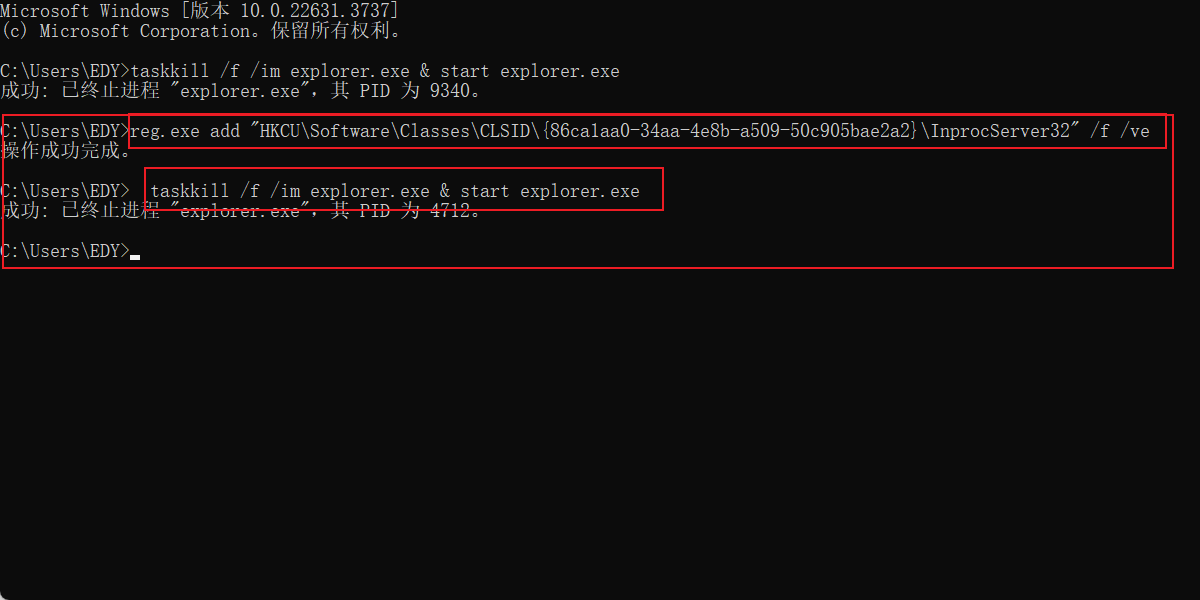 Microsoft Windows [版本 10.0.22631.3737]
(c) Microsoft Corporation。保留所有权利。
C:\Users\EDY>taskkill /f /im explorer.exe & start explorer.exe
成功: 已终止进程 "explorer.exe"，其 PID 为 9340。
C:\Users\EDY>reg.exe add "HKCU\Software\Classes\CLSID\{86ca1aa0-34aa-4e8b-a509-50c905bae2a2}\InprocServer32" /f /ve
操作成功完成。
C:\Users\EDY>  taskkill /f /im explorer.exe & start explorer.exe
成功: 已终止进程 "explorer.exe"，其 PID 为 4712。
C:\Users\EDY>